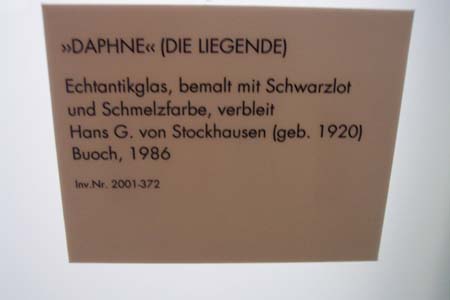 »DAPHNE« (DIE LIEGENDE)
Echtantikglas, bemalt mit Schwarzlot
und Schmelzfarbe, verbleit
Hans G. von Stockhausen (geb. 1920)
Buoch, 1986
Inv.Nr. 2001-372